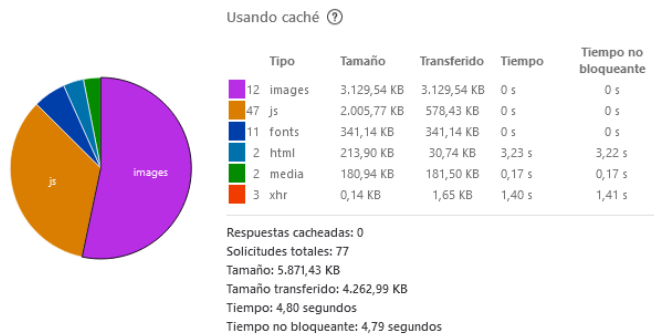 Usando caché ?
Tipo Tamaño Transferido Tiempo Tiempo no bloqueante
12 images 3.129,54 KB 3.129,54 KB 0 s 0 s
47 js 2.005,77 KB 578,43 KB 0 s 0 s
11 fonts 341,14 KB 341,14 KB 0 s 0 s
2 html 213,90 KB 30,74 KB 3,23 s 3,22 s
2 media 180,94 KB 181,50 KB 0,17 s 0,17 s
3 xhr 0,14 KB 1,65 KB 1,40 s 1,41 s
images
js
Respuestas cacheadas: 0
Solicitudes totales: 77
Tamaño: 5.871,43 KB
Tamaño transferido: 4.262,99 KB
Tiempo: 4,80 segundos
Tiempo no bloqueante: 4,79 segundos